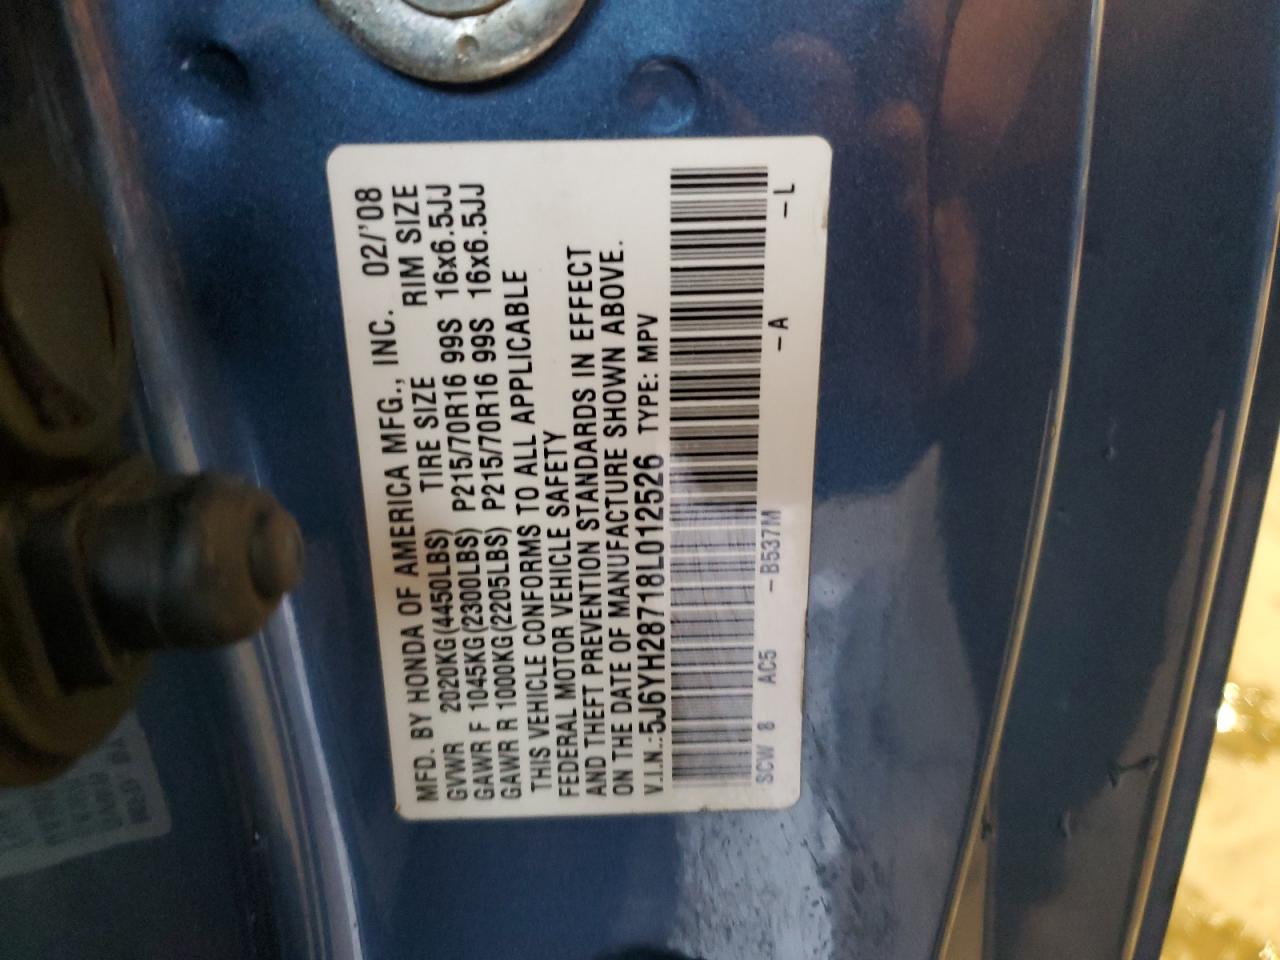 MFD. BY HONDA OF AMERICA MFG., INC. 02/'08
TIRE SIZE RIM SIZE
GVWR 2020KG(4450LBS)
GAWR F 1045KG(2300LBS) P215/70R16 99S 16x6.5JJ
GAWR R 1000KG(2205LBS) P215/70R16 99S 16x6.5JJ
THIS VEHICLE CONFORMS TO ALL APPLICABLE
FEDERAL MOTOR VEHICLE SAFETY
AND THEFT PREVENTION STANDARDS IN EFFECT
ON THE DATE OF MANUFACTURE SHOWN ABOVE.
V.I.N.:5J6YH28718L012526 TYPE: MPV
SCW 8 AC5 -B537M -A -L